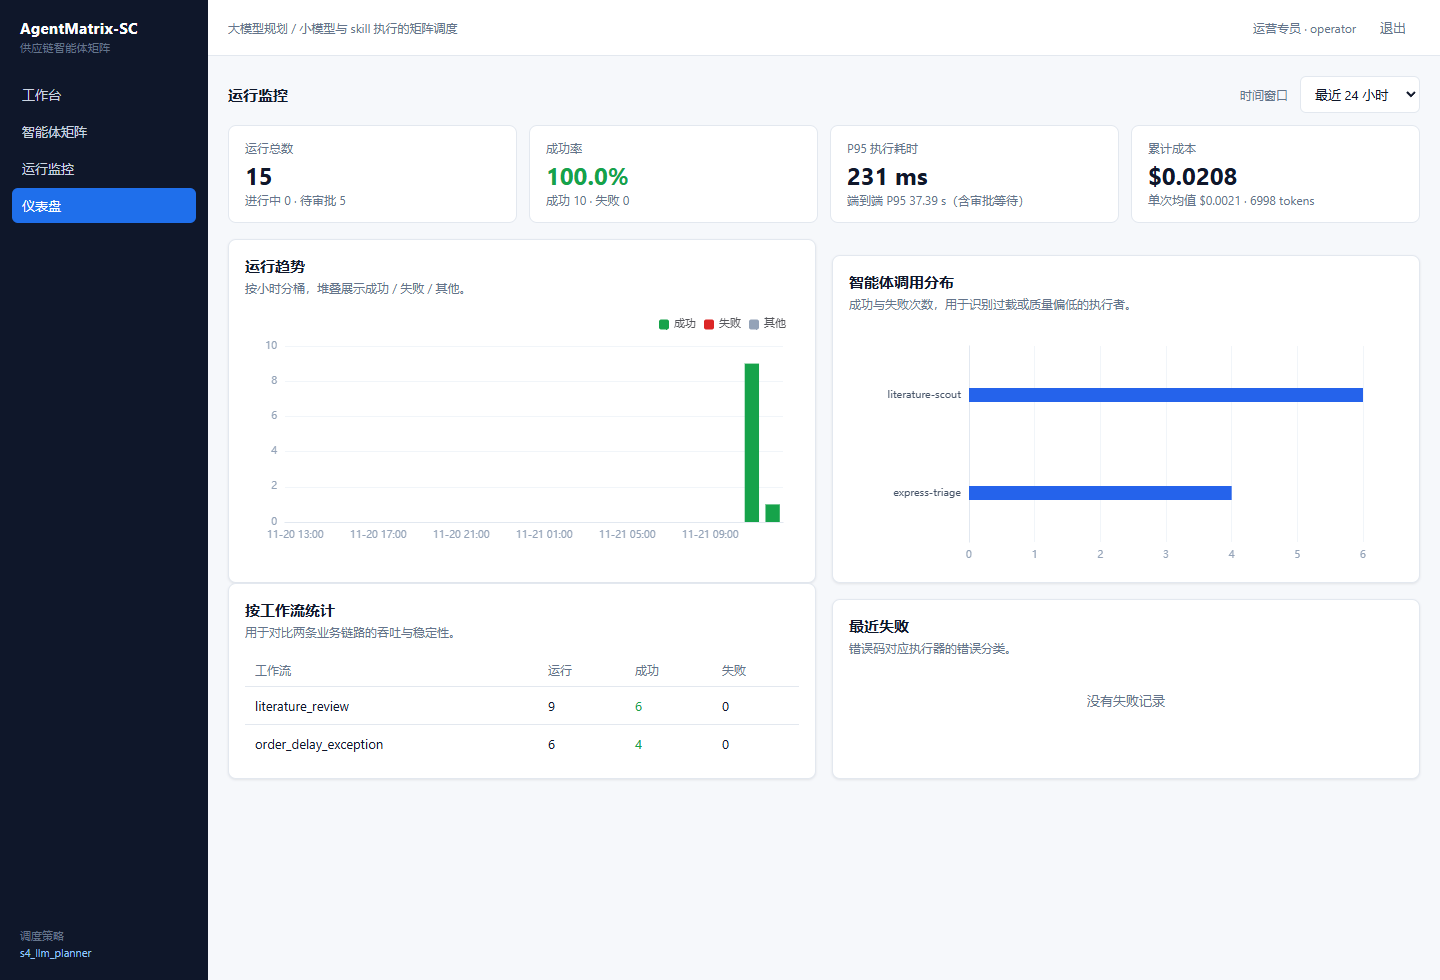 AgentMatrix-SC
供应链智能体矩阵
工作台
智能体矩阵
运行监控
仪表盘
调度策略
s4_llm_planner
大模型规划 / 小模型与 skill 执行的矩阵调度
运营专员 · operator
退出
运行监控
时间窗口
最近 24 小时
运行总数
15
进行中 0 · 待审批 5
成功率
100.0%
成功 10 · 失败 0
P95 执行耗时
231 ms
端到端 P95 37.39 s（含审批等待）
累计成本
$0.0208
单次均值 $0.0021 · 6998 tokens
运行趋势
按小时分桶，堆叠展示成功 / 失败 / 其他。
成功 失败 其他
10
8
6
4
2
0
11-20 13:00 11-20 17:00 11-20 21:00 11-21 01:00 11-21 05:00 11-21 09:00
智能体调用分布
成功与失败次数，用于识别过载或质量偏低的执行者。
literature-scout
express-triage
0 1 2 3 4 5 6
按工作流统计
用于对比两条业务链路的吞吐与稳定性。
工作流 运行 成功 失败
literature_review 9 6 0
order_delay_exception 6 4 0
最近失败
错误码对应执行器的错误分类。
没有失败记录